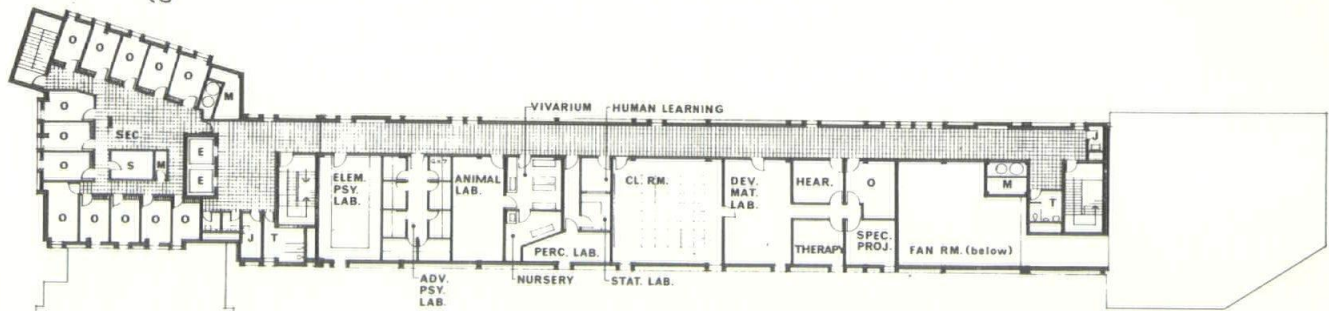 O
O
O
O
O
M
O
O
O
SEC.
S
M
E
E
O
O
O
O
O
J
T
ELEM.
PSY.
LAB.
ADV.
PSY.
LAB.
ANIMAL
LAB.
VIVARIUM
HUMAN LEARNING
NURSERY
PERC. LAB.
STAT. LAB.
CL. RM.
DEV.
MAT.
LAB.
HEAR.
THERAPY
O
SPEC.
PROJ.
FAN RM. (below)
M
T
J